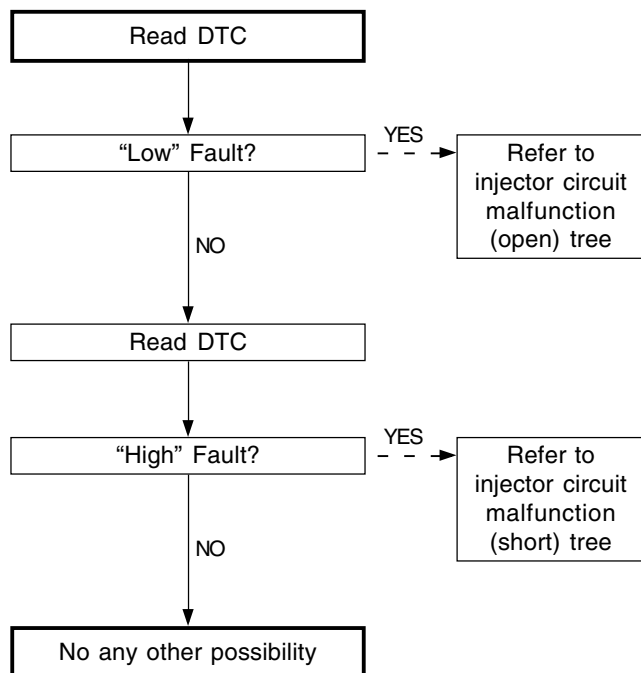 Read DTC
“Low” Fault?
YES
Refer to
injector circuit
malfunction
(open) tree
NO
Read DTC
“High” Fault?
YES
Refer to
injector circuit
malfunction
(short) tree
NO
No any other possibility